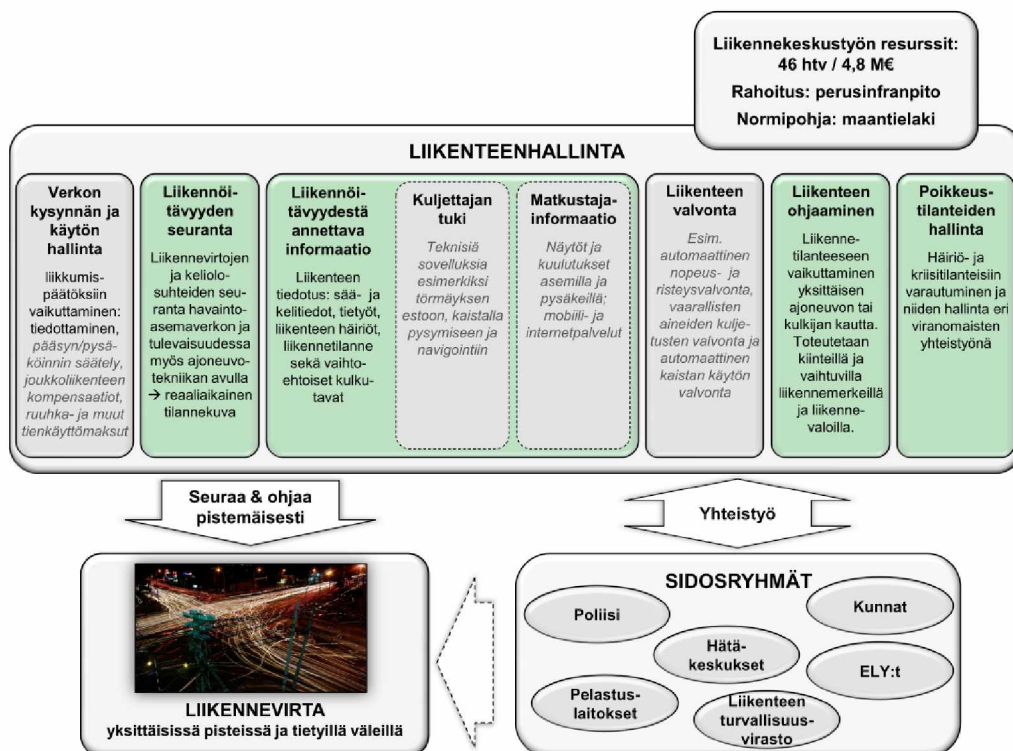 Liikennekeskustyön resurssit:
46 htv / 4,8 M€
Rahoitus: perusinfranpito
Normipohja: maantielaki
LIIKENTEENHALLINTA
Verkon
kysynnän ja
käytön
hallinta
liikkumis-
päätöksiin
vaikuttaminen:
tiedottaminen,
pääsyn/pysä-
köinnin säätely,
joukkoliikenteen
kompensaatiot,
ruuhka- ja muut
tienkäyttömaksut
Liikennöi-
tävyyden
seuranta
Liikennevirtojen
ja keliolo-
suhteiden seu-
ranta havainto-
asemaverkon ja
tulevaisuudessa
myös ajoneuvo-
tekniikan avulla
→ reaaliaikainen
tilannekuva
Liikennöi-
tävyydestä
annettava
informaatio
Liikenteen
tiedotus: sää- ja
kelitiedot, tietyöt,
liikenteen häiriöt,
liikennetilanne
sekä vaihto-
ehtoiset kulku-
tavat
Kuljettajan
tuki
Teknisiä
sovelluksia
esimerkiksi
törmäyksen
estoon, kaistalla
pysymiseen ja
navigointiin
Matkustaja-
informaatio
Näytöt ja
kuulutukset
asemilla ja
pysäkeillä;
mobiili- ja
internetpalvelut
Liikenteen
valvonta
Esim.
automaattinen
nopeus- ja
risteysvalvonta,
vaarallisten
aineiden kulje-
tusten valvonta ja
automaattinen
kaistan käytön
valvonta
Liikenteen
ohjaaminen
Liikenne-
tilanteeseen
vaikuttaminen
yksittäisen
ajoneuvon tai
kulkijan kautta.
Toteutetaan
kiinteillä ja
vaihtuvilla
liikennemerkeillä
ja liikenne-
valoilla.
Poikkeus-
tilanteiden
hallinta
Häiriö- ja
kriisitilanteisiin
varautuminen ja
niiden hallinta eri
viranomaisten
yhteistyönä
Seuraa & ohjaa
pistemäisesti
Yhteistyö
LIIKENNEVIRTA
yksittäisissä pisteissä ja tietyillä väleillä
SIDOSRYHMÄT
Poliisi
Kunnat
Hätä-
keskukset
ELY:t
Pelastus-
laitokset
Liikenteen
turvallisuus-
virasto